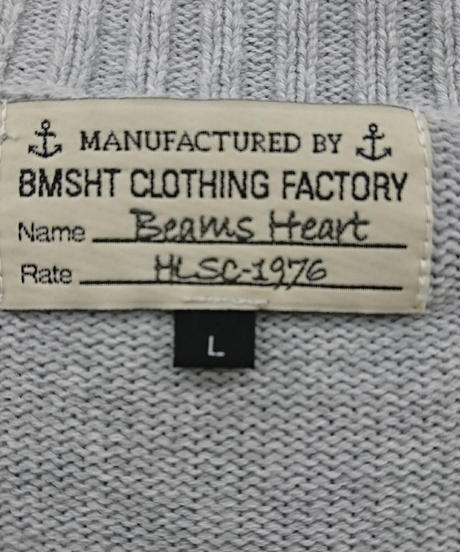 MANUFACTURED BY
BMSHT CLOTHING FACTORY
Name Beams Heart
Rate HLSC-1976
L